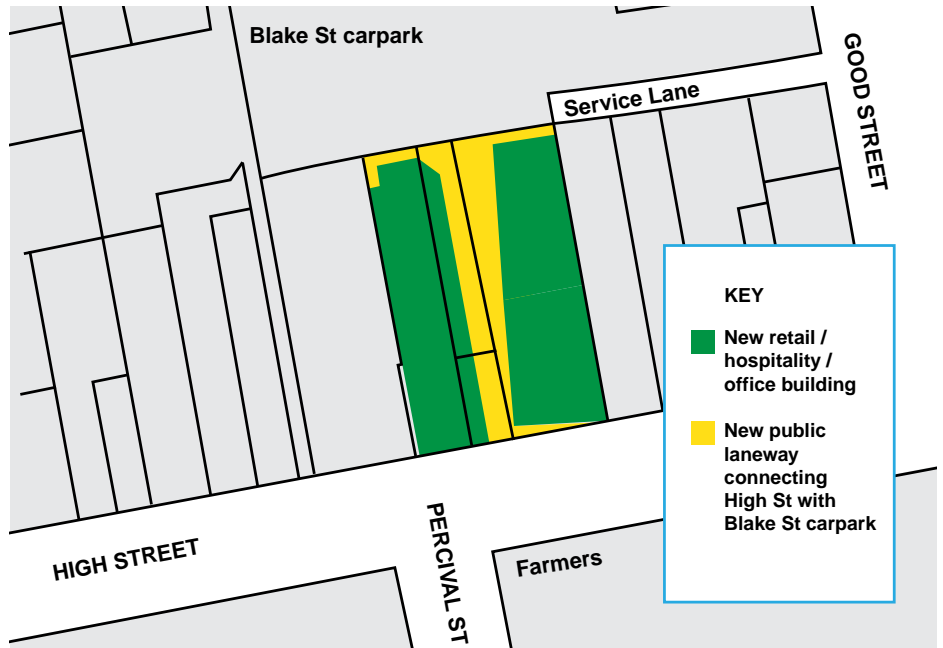 Blake St carpark
GOOD STREET
Service Lane
KEY
New retail /
hospitality /
office building
New public
laneway
connecting
High St with
Blake St carpark
HIGH STREET
PERCIVAL ST
Farmers